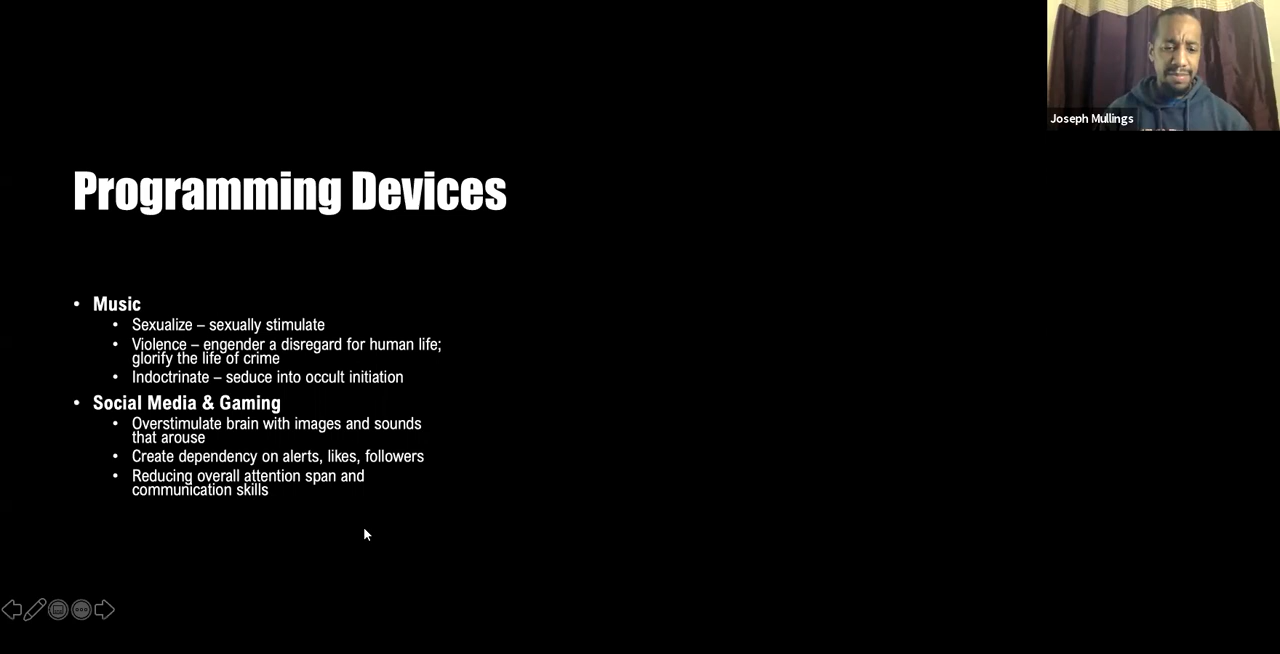 Joseph Mullings
Programming Devices
• Music
• Sexualize – sexually stimulate
• Violence – engender a disregard for human life;
glorify the life of crime
• Indoctrinate – seduce into occult initiation
• Social Media & Gaming
• Overstimulate brain with images and sounds
that arouse
• Create dependency on alerts, likes, followers
• Reducing overall attention span and
communication skills